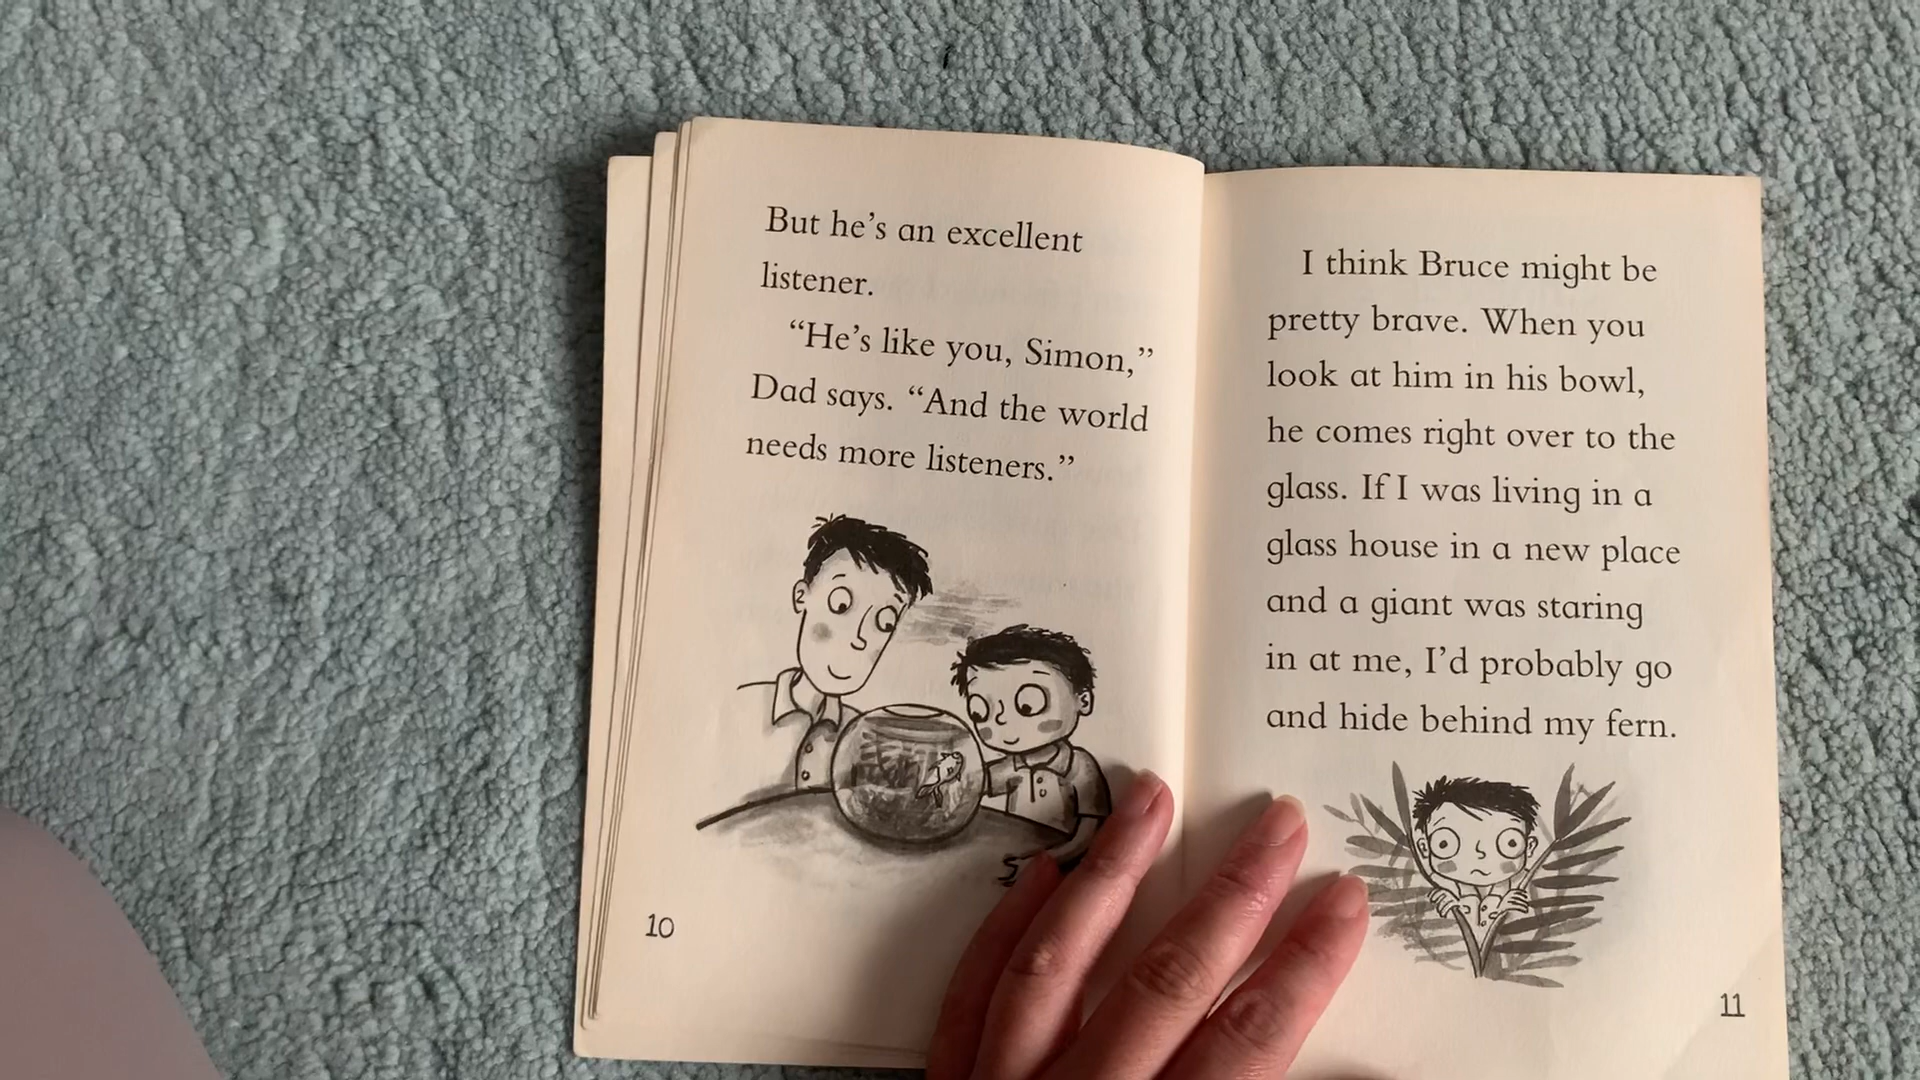 But he’s an excellent
listener.
“He’s like you, Simon,”
Dad says. “And the world
needs more listeners.”
10
I think Bruce might be
pretty brave. When you
look at him in his bowl,
he comes right over to the
glass. If I was living in a
glass house in a new place
and a giant was staring
in at me, I’d probably go
and hide behind my fern.
11